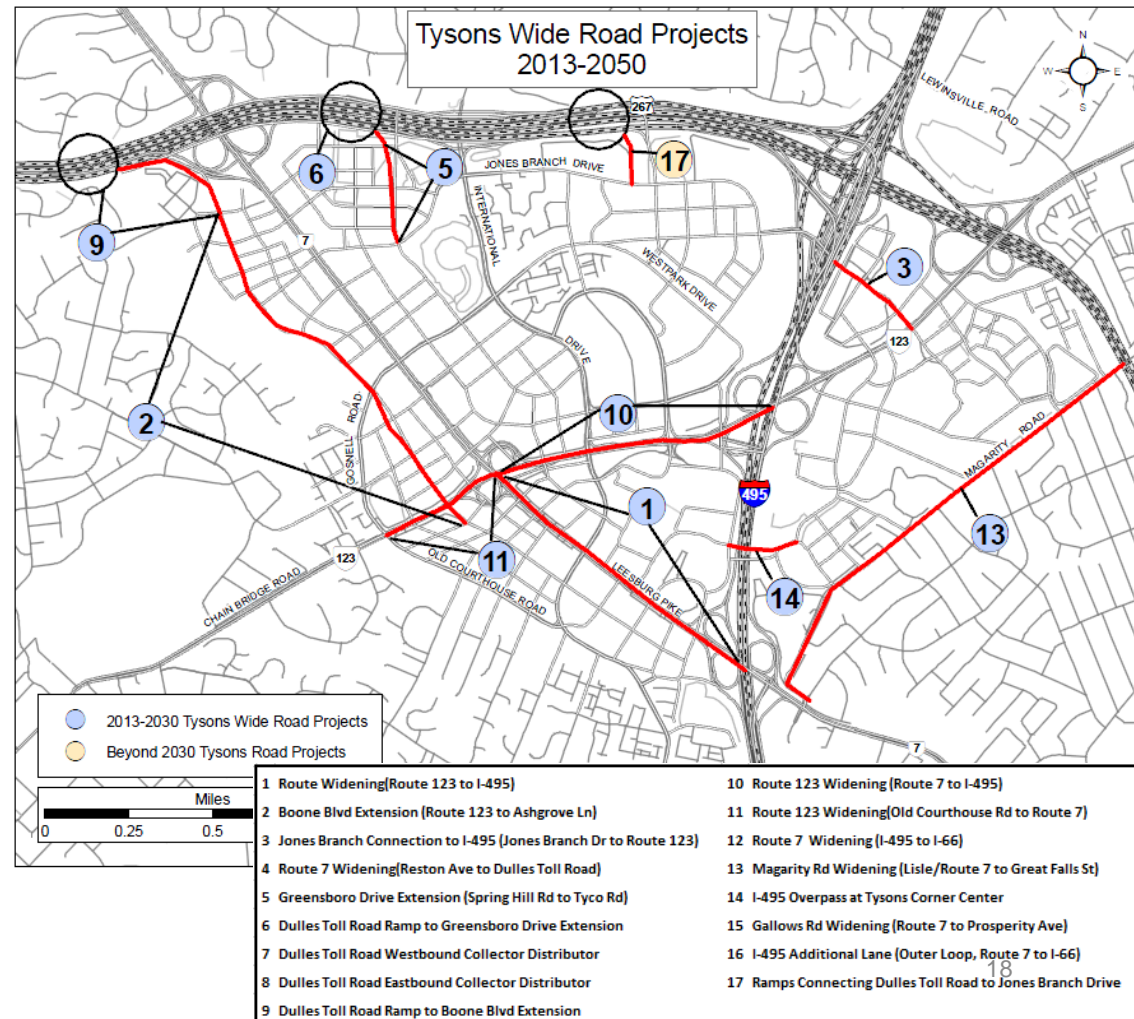 Tysons Wide Road Projects
2013-2050
N
W E
S
LEWINSVILLE ROAD
267
6
5
JONES BRANCH DRIVE
17
INTERNATIONAL
9
7
WESTPARK DRIVE
3
123
DRIVE
2
GOSNELL ROAD
10
MAGARITY ROAD
495
1
13
11
123
OLD COURTHOUSE ROAD
LEESBURG PIKE
14
CHAIN BRIDGE ROAD
7
2013-2030 Tysons Wide Road Projects
Beyond 2030 Tysons Road Projects
Miles
0 0.25 0.5
1 Route Widening(Route 123 to I-495)
2 Boone Blvd Extension (Route 123 to Ashgrove Ln)
3 Jones Branch Connection to I-495 (Jones Branch Dr to Route 123)
4 Route 7 Widening(Reston Ave to Dulles Toll Road)
5 Greensboro Drive Extension (Spring Hill Rd to Tyco Rd)
6 Dulles Toll Road Ramp to Greensboro Drive Extension
7 Dulles Toll Road Westbound Collector Distributor
8 Dulles Toll Road Eastbound Collector Distributor
9 Dulles Toll Road Ramp to Boone Blvd Extension
10 Route 123 Widening (Route 7 to I-495)
11 Route 123 Widening(Old Courthouse Rd to Route 7)
12 Route 7 Widening (I-495 to I-66)
13 Magarity Rd Widening (Lisle/Route 7 to Great Falls St)
14 I-495 Overpass at Tysons Corner Center
15 Gallows Rd Widening (Route 7 to Prosperity Ave)
16 I-495 Additional Lane (Outer Loop, Route 7 to I-66)
17 Ramps Connecting Dulles Toll Road to Jones Branch Drive
18